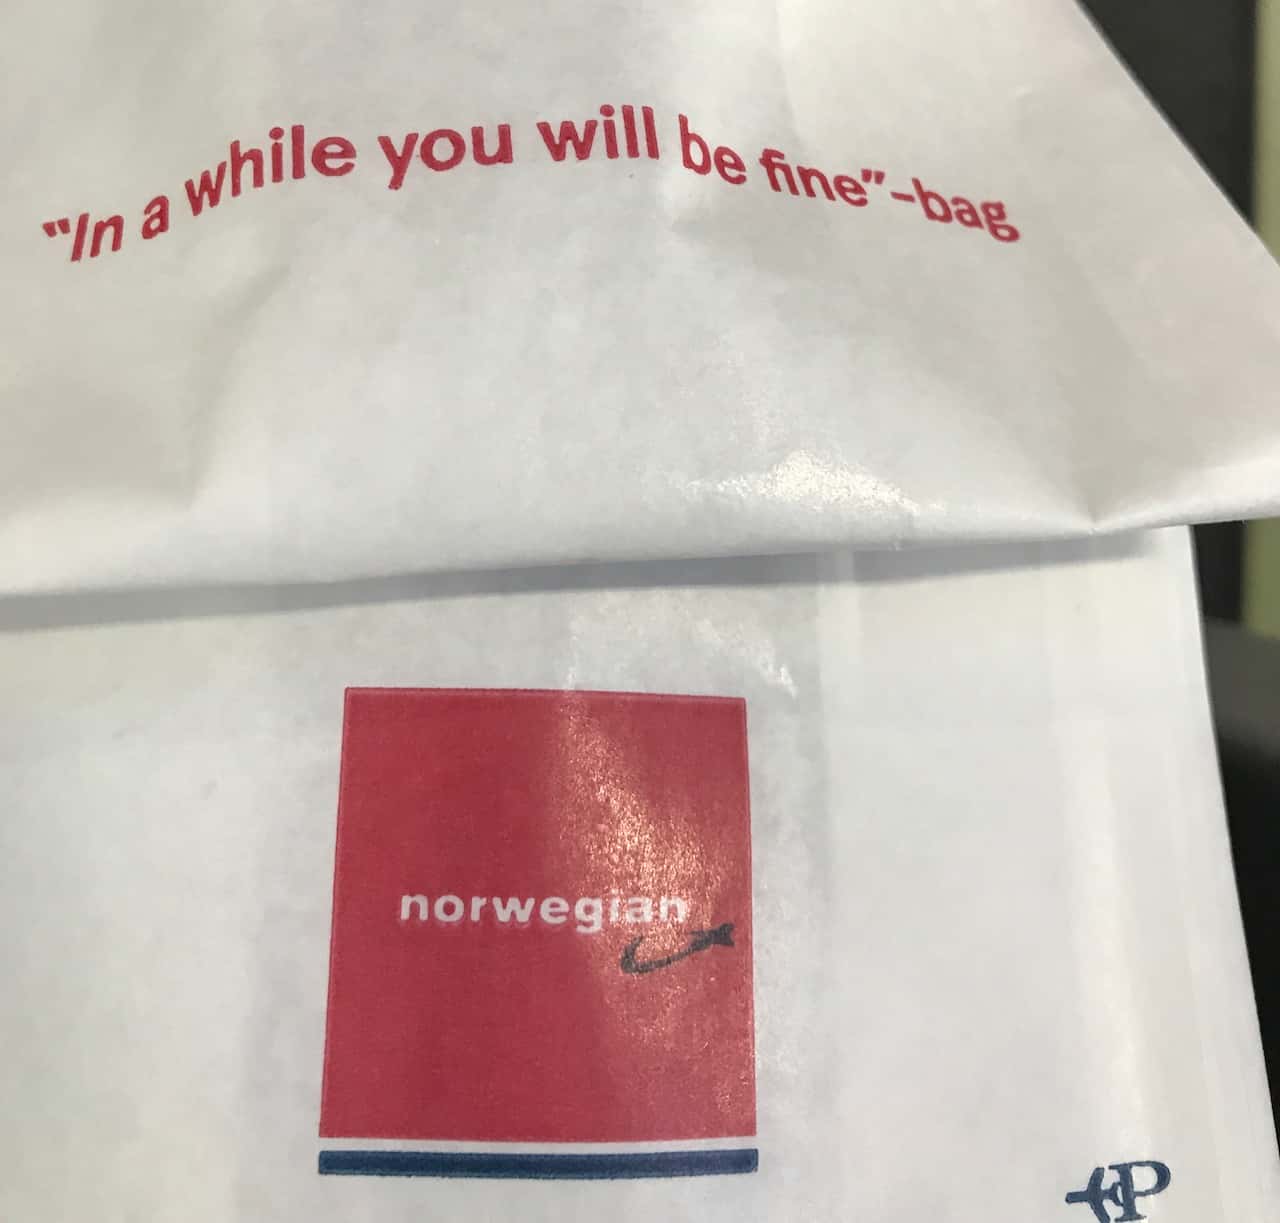 "In a while you will be fine"-bag
norwegian
P